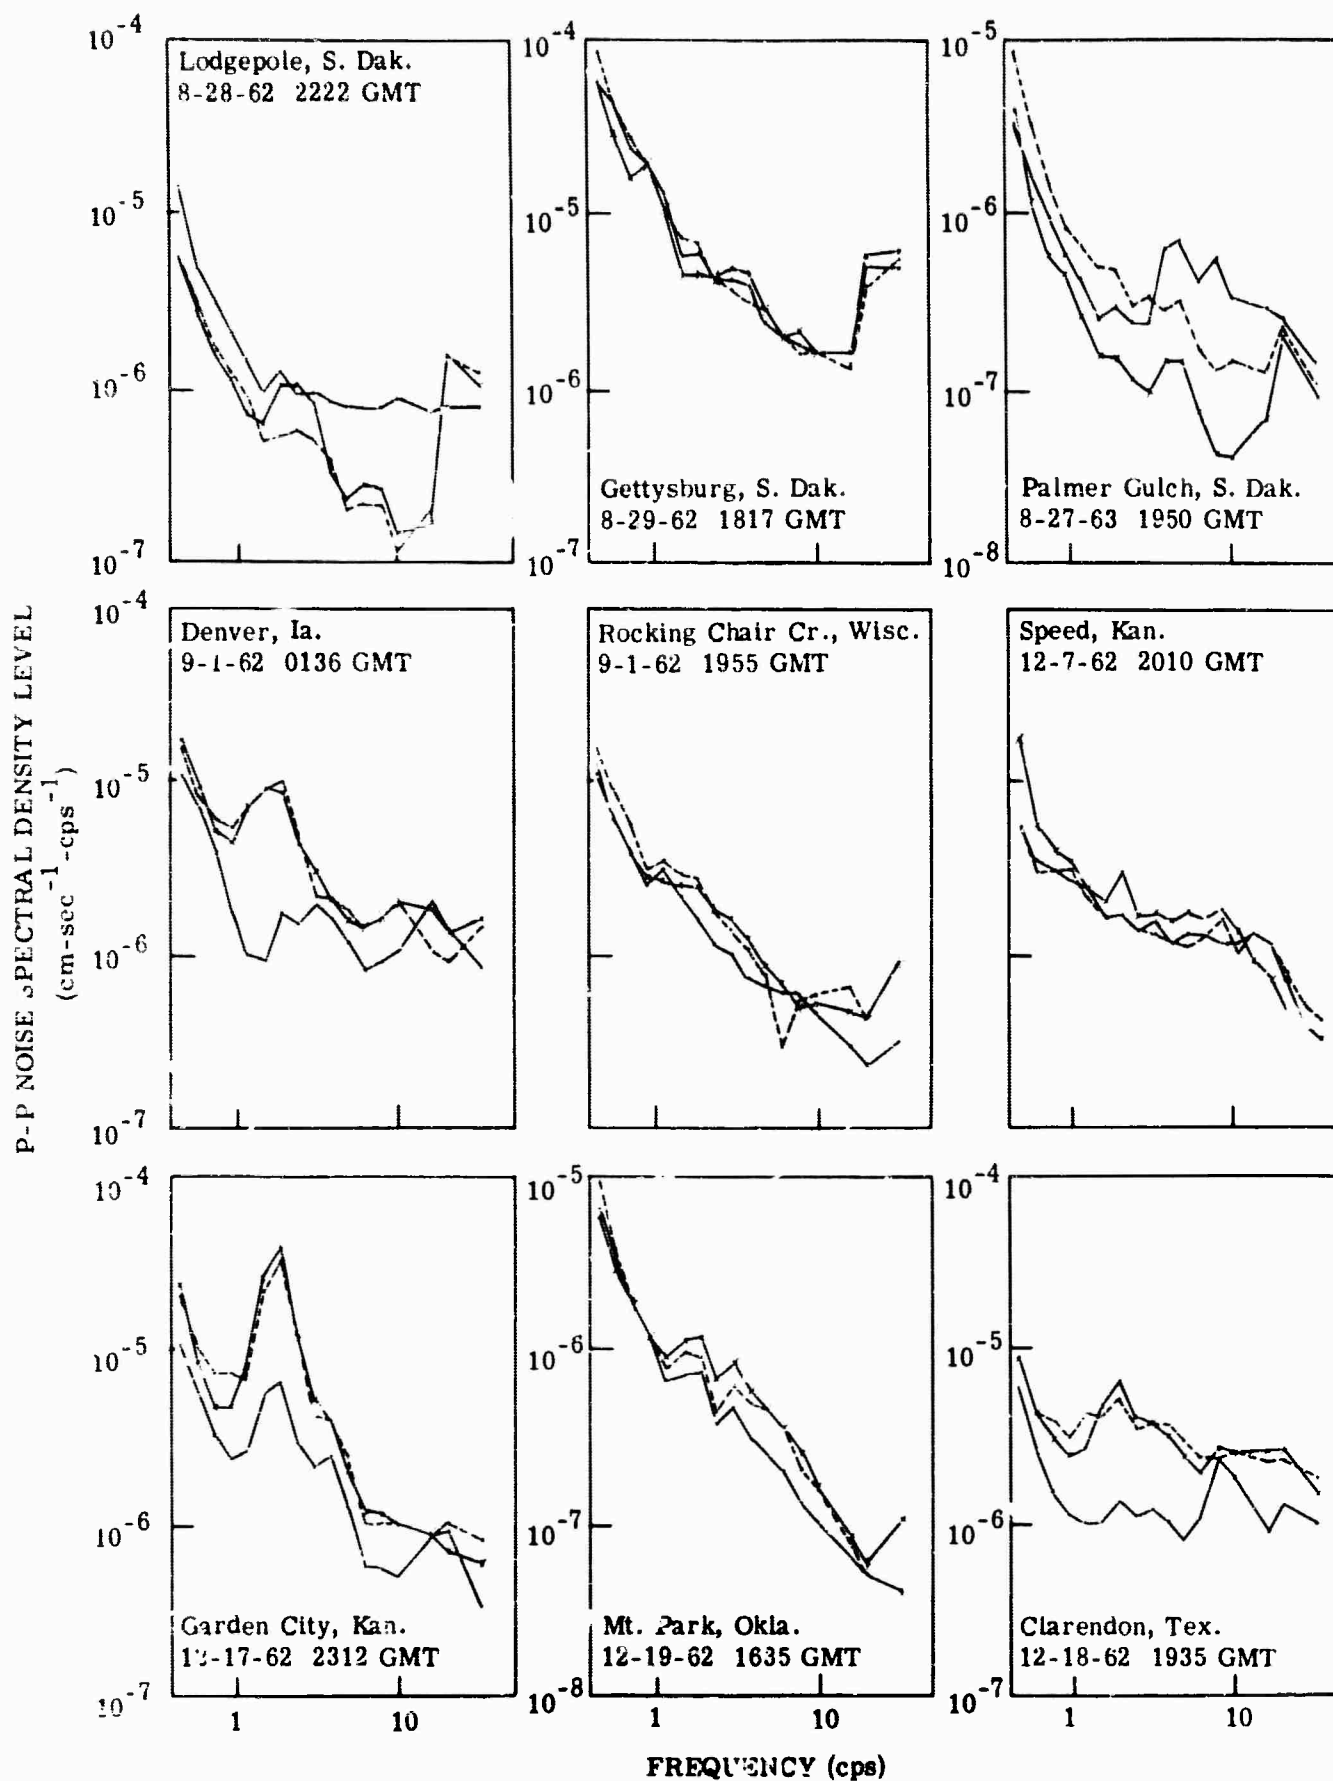 10^-4
10^-5
10^-6
10^-7
Lodgepole, S. Dak.
8-28-62 2222 GMT
10^-4
10^-5
10^-6
10^-7
Gettysburg, S. Dak.
8-29-62 1817 GMT
10^-5
10^-6
10^-7
10^-8
Palmer Gulch, S. Dak.
8-27-63 1950 GMT
P-P NOISE SPECTRAL DENSITY LEVEL
(cm-sec^-1-cps^-1)
10^-4
10^-5
10^-6
10^-7
Denver, Ia.
9-1-62 0136 GMT
Rocking Chair Cr., Wisc.
9-1-62 1955 GMT
Speed, Kan.
12-7-62 2010 GMT
10^-4
10^-5
10^-6
10^-7
Garden City, Kan.
2312 GMT
1 10
10^-5
10^-6
10^-7
10^-8
Mt. Park, Okla.
12-19-62 1635 GMT
1 10
10^-4
10^-5
10^-6
10^-7
Clarendon, Tex.
12-18-62 1935 GMT
1 10
FREQUENCY (cps)